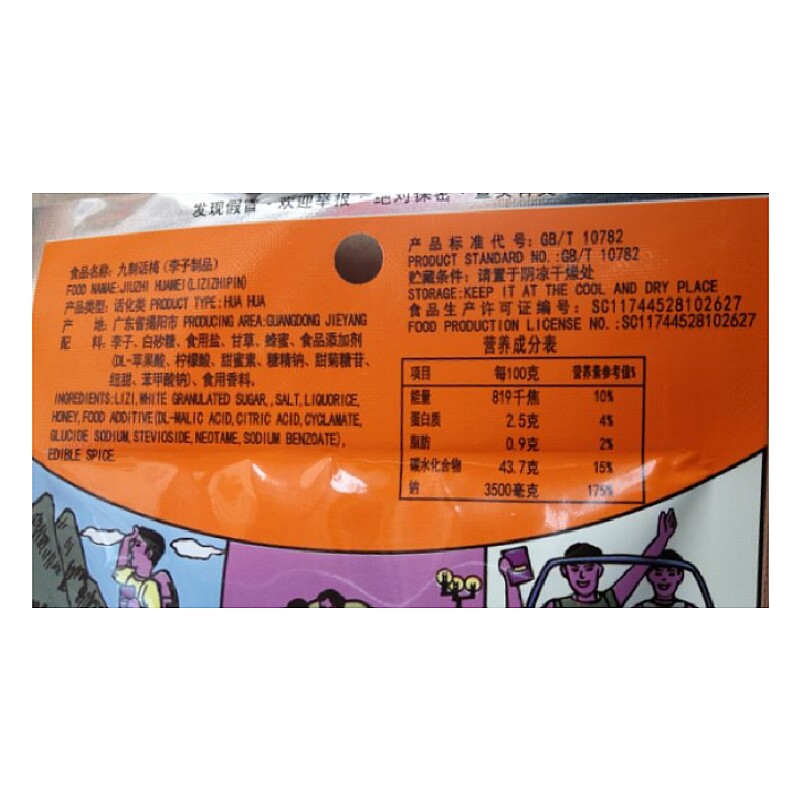 发现假冒·欢迎举报·绝对保密·
食品名称：九制话梅（李子制品）
FOOD NAMAE:JIUZHI HUAMEI(LIZIZHIPIN)
产品类型：话化类 PRODUCT TYPE:HUA HUA
产 地：广东省揭阳市 PRODUCING AREA:GUANGDONG JIEYANG
配 料：李子、白砂糖、食用盐、甘草、蜂蜜、食品添加剂
(DL-苹果酸、柠檬酸、甜蜜素、糖精钠、甜菊糖苷、
纽甜、苯甲酸钠)、食用香料。
INGREDIENTS:LIZI,WHITE GRANULATED SUGAR,,SALT,LIQUORICE,
HONEY,FOOD ADDITIVE(DL-MALIC ACID,CITRIC ACID,CYCLAMATE,
GLUCIDE SODIUM,STEVIOSIDE,NEOTAME,SODIUM BENZOATE),
EDIBLE SPICE
产品标准代号：GB/T 10782
PRODUCT STANDARD NO.:GB/T 10782
贮藏条件：请置于阴凉干燥处
STORAGE:KEEP IT AT THE COOL AND DRY PLACE
食品生产许可证编号：SC11744528102627
FOOD PRODUCTION LICENSE NO.:SC11744528102627
营养成分表
项目 每100克 营养素参考值%
能量 819千焦 10%
蛋白质 2.5克 4%
脂肪 0.9克 2%
碳水化合物 43.7克 15%
钠 3500毫克 175%